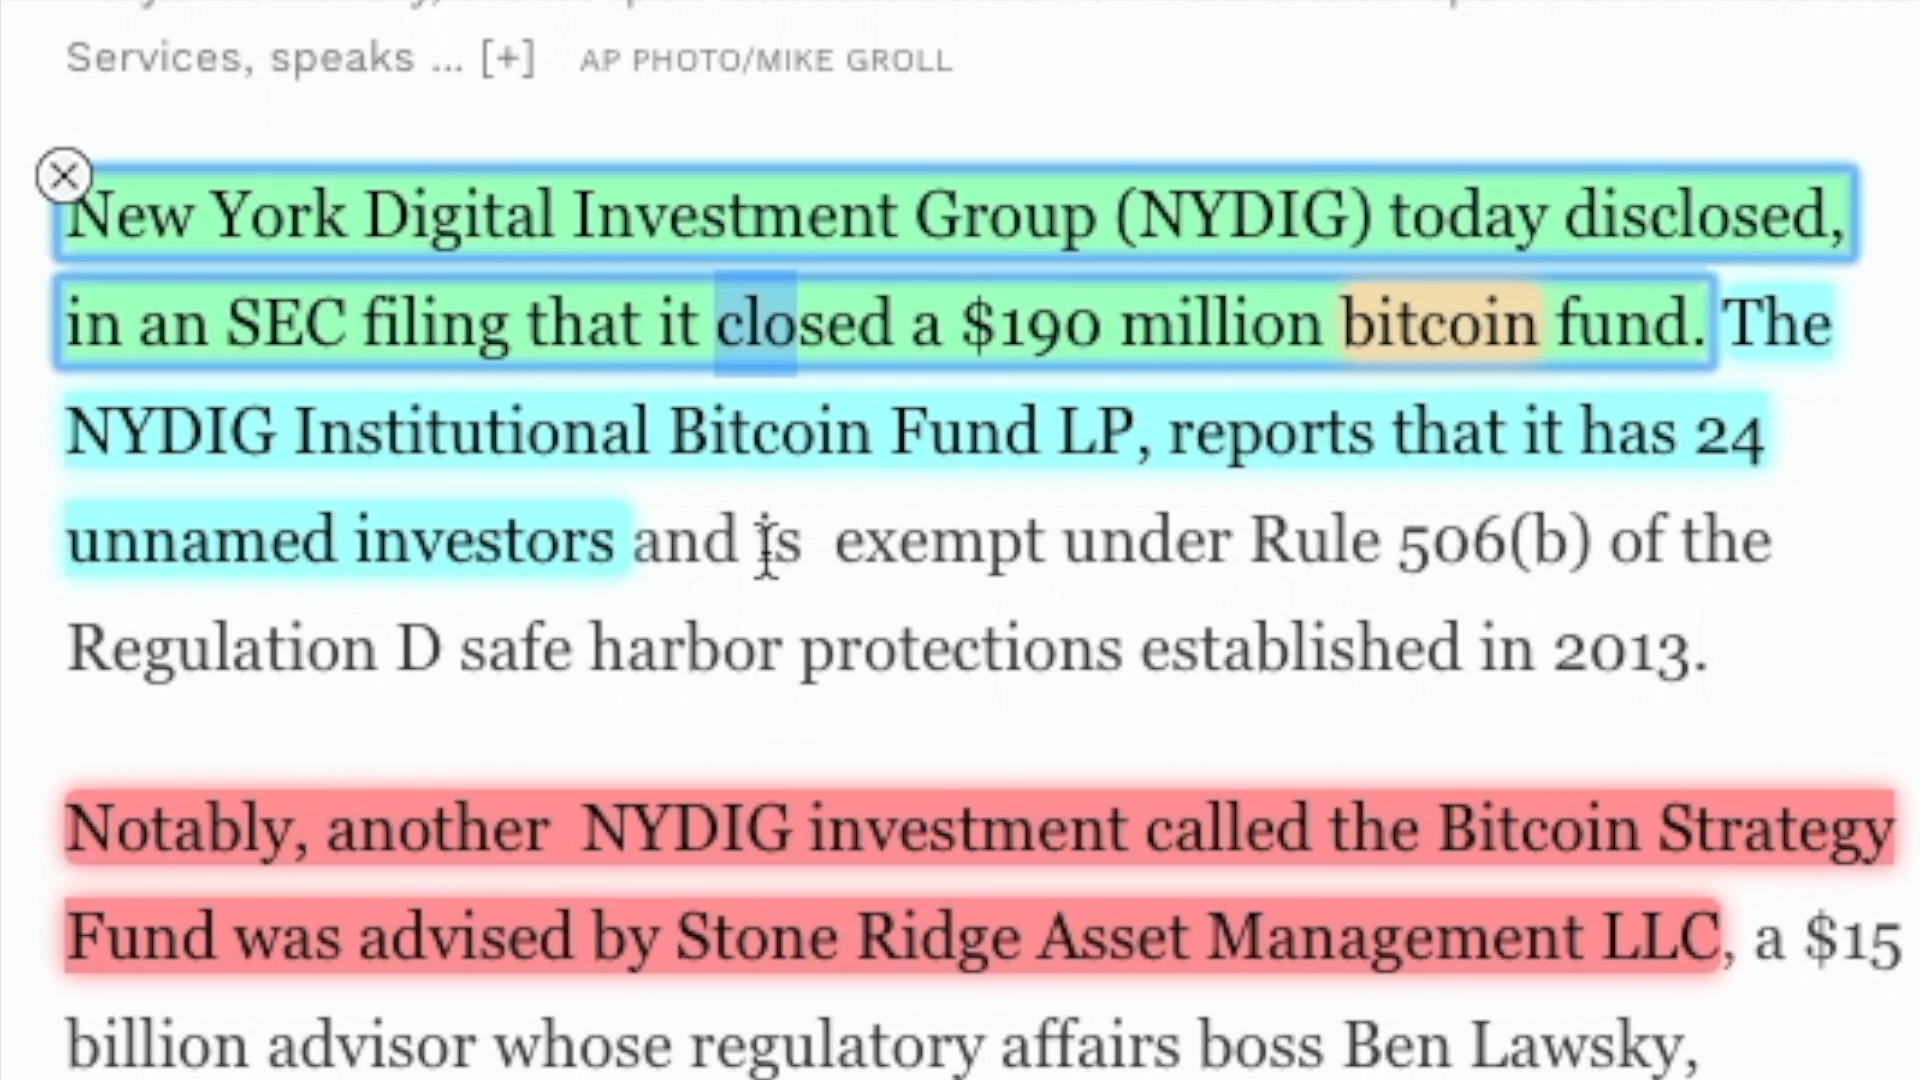 Services, speaks ... [+] AP PHOTO/MIKE GROLL
New York Digital Investment Group (NYDIG) today disclosed,
in an SEC filing that it closed a $190 million bitcoin fund. The
NYDIG Institutional Bitcoin Fund LP, reports that it has 24
unnamed investors and is exempt under Rule 506(b) of the
Regulation D safe harbor protections established in 2013.
Notably, another NYDIG investment called the Bitcoin Strategy
Fund was advised by Stone Ridge Asset Management LLC, a $15
billion advisor whose regulatory affairs boss Ben Lawsky,